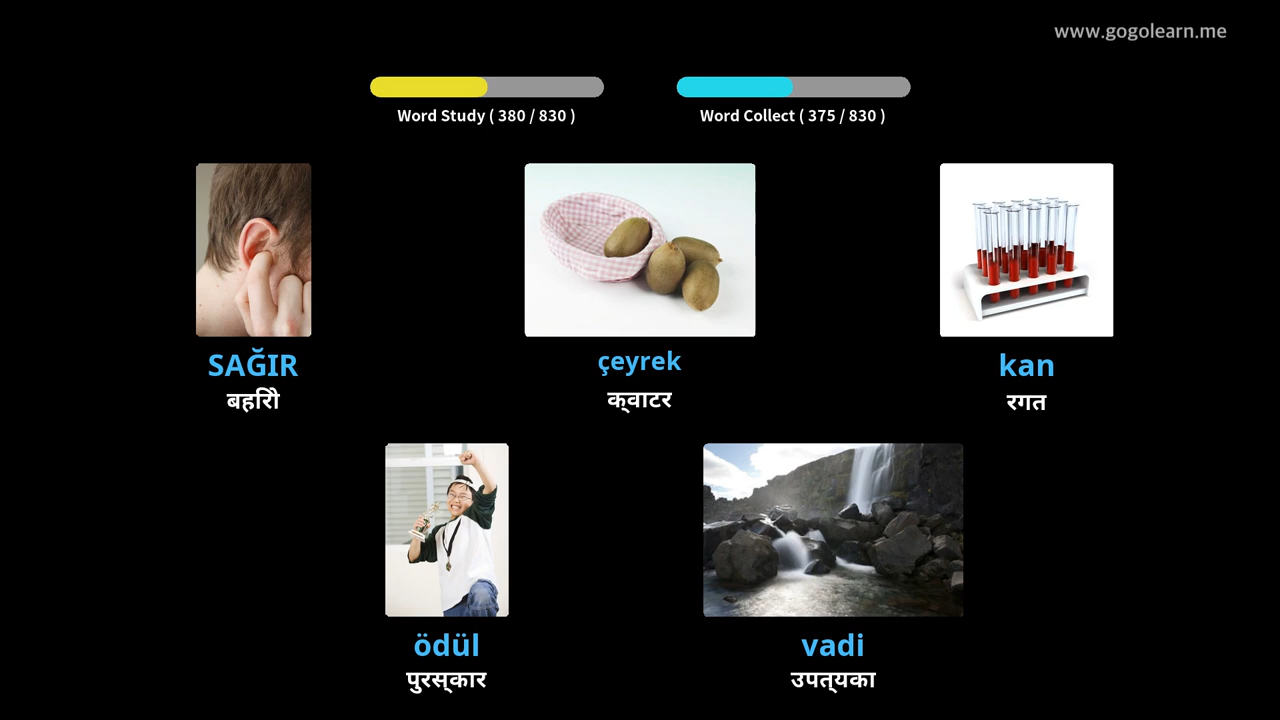 www.gogolearn.me
Word Study ( 380 / 830 )
Word Collect ( 375 / 830 )
SAĞIR
बहिरो
çeyrek
क्वाटर
kan
रगत
ödül
पुरस्कार
vadi
उपत्यका